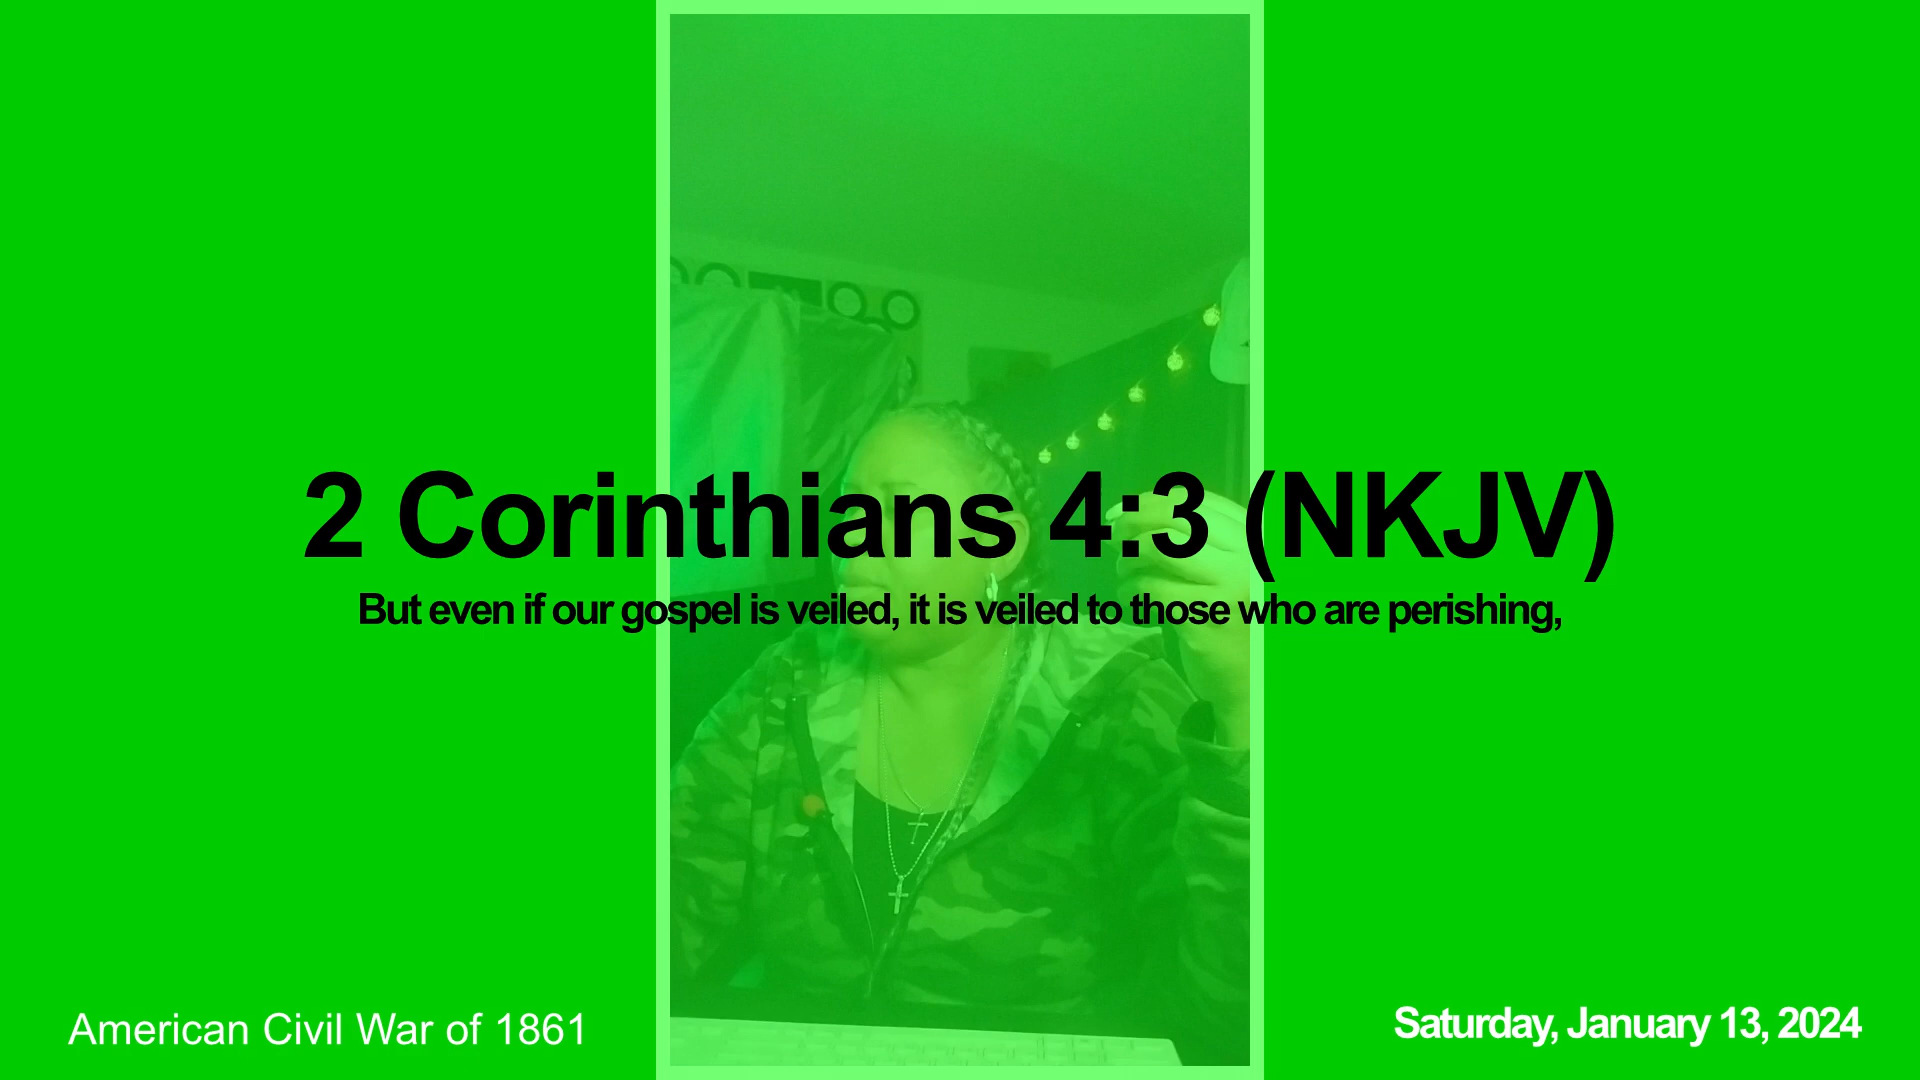 2 Corinthians 4:3 (NKJV)
But even if our gospel is veiled, it is veiled to those who are perishing,
American Civil War of 1861
Saturday, January 13, 2024